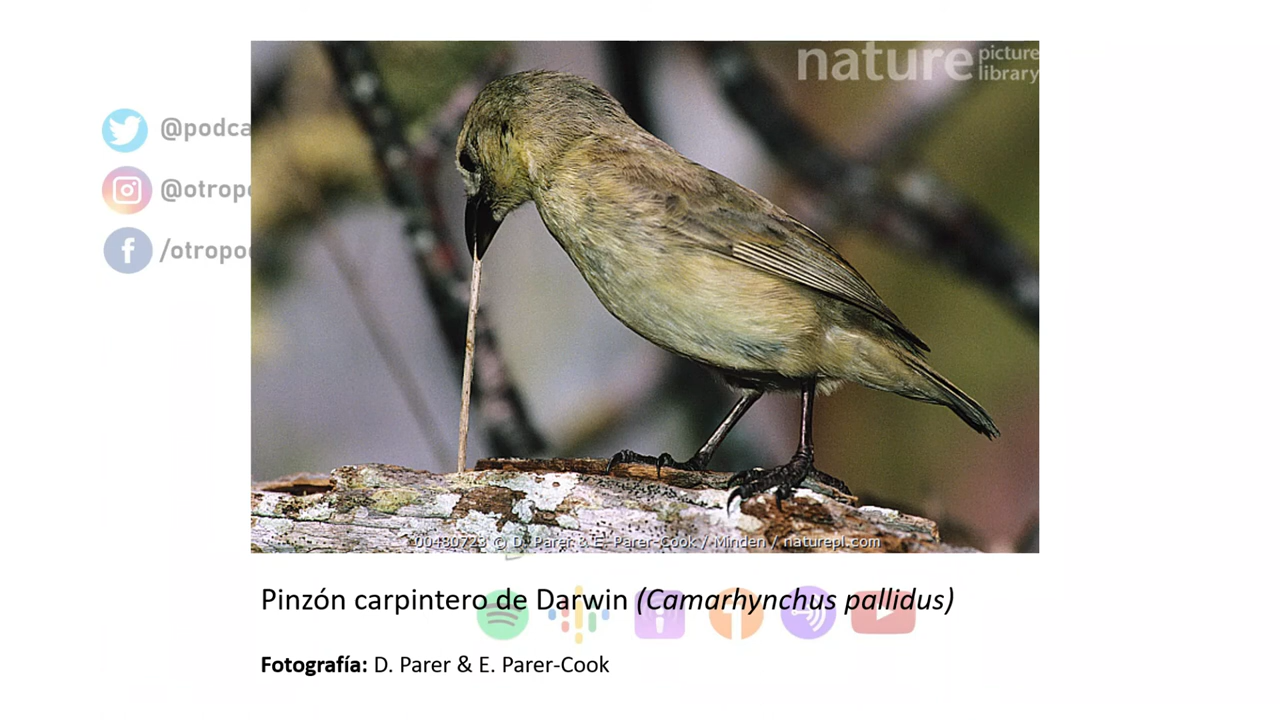 nature picture library
@podca
@otropo
/otropo
00480723 © D. Parer & E. Parer-Cook / Minden / naturepl.com
Pinzón carpintero de Darwin (Camarhynchus pallidus)
Fotografía: D. Parer & E. Parer-Cook